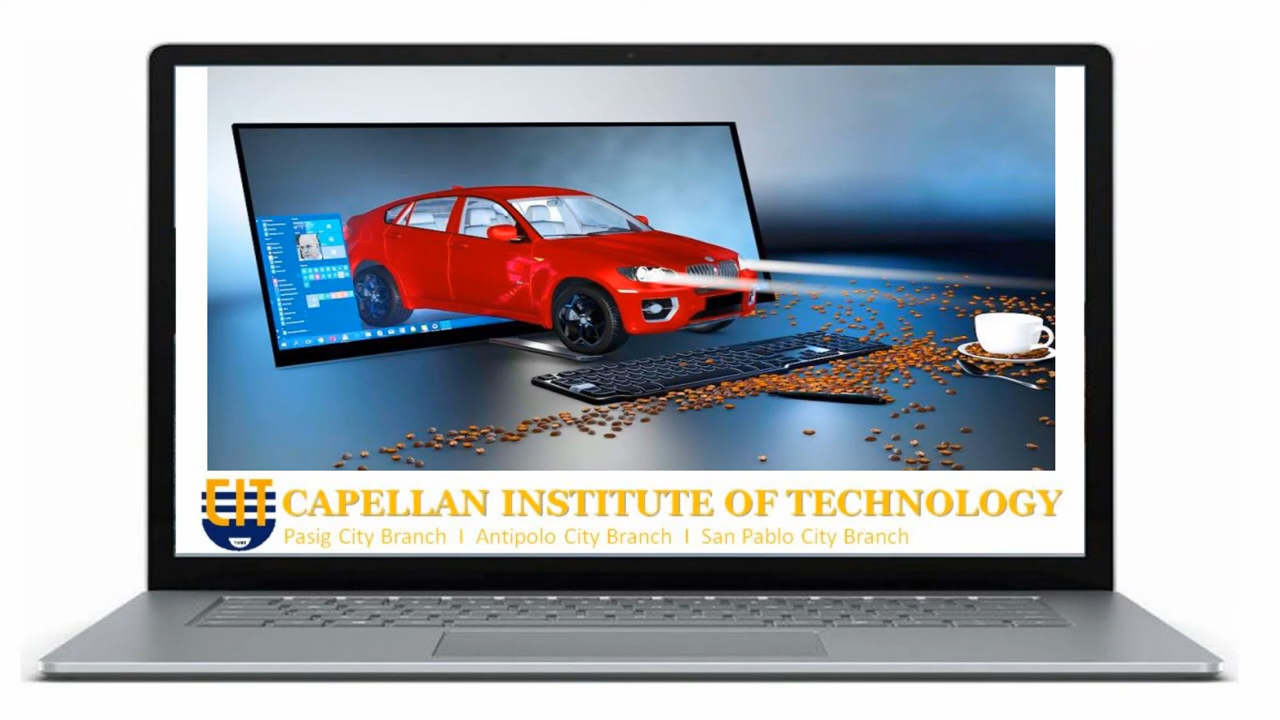 CIT CAPELLAN INSTITUTE OF TECHNOLOGY
Pasig City Branch I Antipolo City Branch I San Pablo City Branch